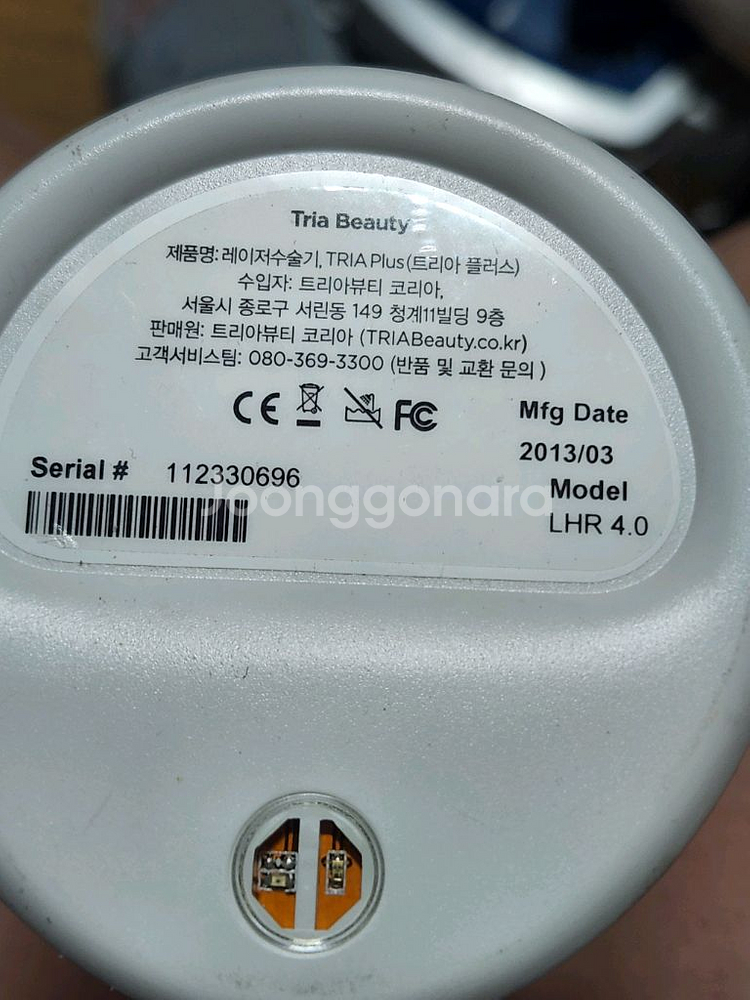 Tria Beauty
제품명: 레이저수술기, TRIA Plus(트리아 플러스)
수입자: 트리아뷰티 코리아,
서울시 종로구 서린동 149 청계11빌딩 9층
판매원: 트리아뷰티 코리아 (TRIABeauty.co.kr)
고객서비스팀: 080-369-3300 (반품 및 교환 문의 )
CE FC
Mfg Date
2013/03
Serial # 112330696
Model
LHR 4.0
Joonggonara